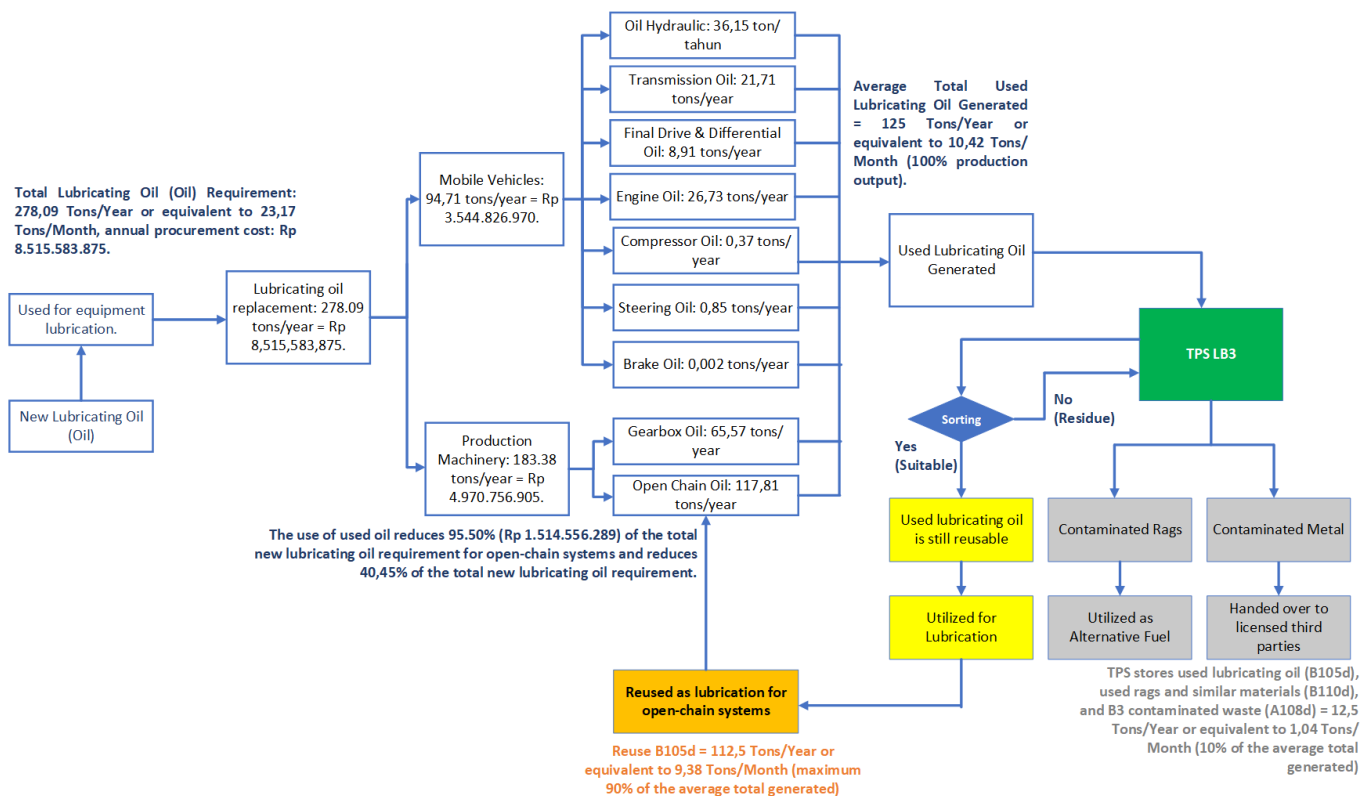 Total Lubricating Oil (Oil) Requirement:
278,09 Tons/Year or equivalent to 23,17
Tons/Month, annual procurement cost: Rp
8.515.583.875.
Used for equipment
lubrication.
New Lubricating Oil
(Oil)
Lubricating oil
replacement: 278.09
tons/year = Rp
8,515,583,875.
Mobile Vehicles:
94,71 tons/year = Rp
3.544.826.970.
Production
Machinery: 183.38
tons/year = Rp
4.970.756.905.
Oil Hydraulic: 36,15 ton/
tahun
Transmission Oil: 21,71
tons/year
Final Drive & Differential
Oil: 8,91 tons/year
Engine Oil: 26,73 tons/year
Compressor Oil: 0,37 tons/
year
Steering Oil: 0,85 tons/year
Brake Oil: 0,002 tons/year
Gearbox Oil: 65,57 tons/
year
Open Chain Oil: 117,81
tons/year
The use of used oil reduces 95.50% (Rp 1.514.556.289) of the total
new lubricating oil requirement for open-chain systems and reduces
40,45% of the total new lubricating oil requirement.
Average Total Used
Lubricating Oil Generated
= 125 Tons/Year or
equivalent to 10,42 Tons/
Month (100% production
output).
Used Lubricating Oil
Generated
TPS LB3
Sorting
No
(Residue)
Yes
(Suitable)
Used lubricating oil
is still reusable
Utilized for
Lubrication
Contaminated Rags
Utilized as
Alternative Fuel
Contaminated Metal
Handed over to
licensed third
parties
TPS stores used lubricating oil (B105d),
used rags and similar materials (B110d),
and B3 contaminated waste (A108d) = 12,5
Tons/Year or equivalent to 1,04 Tons/
Month (10% of the average total
generated)
Reused as lubrication for
open-chain systems
Reuse B105d = 112,5 Tons/Year or
equivalent to 9,38 Tons/Month (maximum
90% of the average total generated)